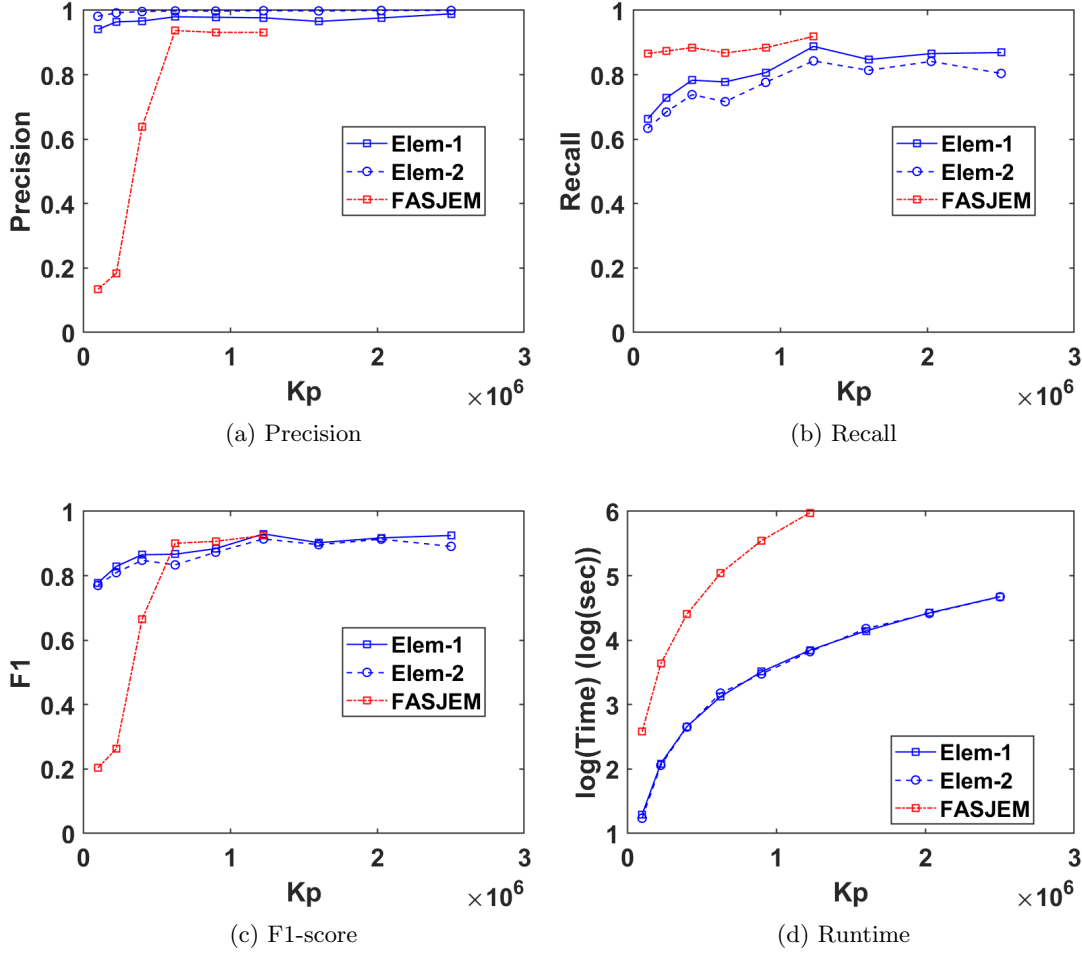 1
0.8
0.6
0.4
0.2
0
Precision
Elem-1
Elem-2
FASJEM
0 1 2 3
Kp
×10^6
(a) Precision
1
0.8
0.6
0.4
0.2
0
Recall
Elem-1
Elem-2
FASJEM
0 1 2 3
Kp
×10^6
(b) Recall
1
0.8
0.6
0.4
0.2
0
F1
Elem-1
Elem-2
FASJEM
0 1 2 3
Kp
×10^6
(c) F1-score
6
5
4
3
2
1
log(Time) (log(sec))
Elem-1
Elem-2
FASJEM
0 1 2 3
Kp
×10^6
(d) Runtime